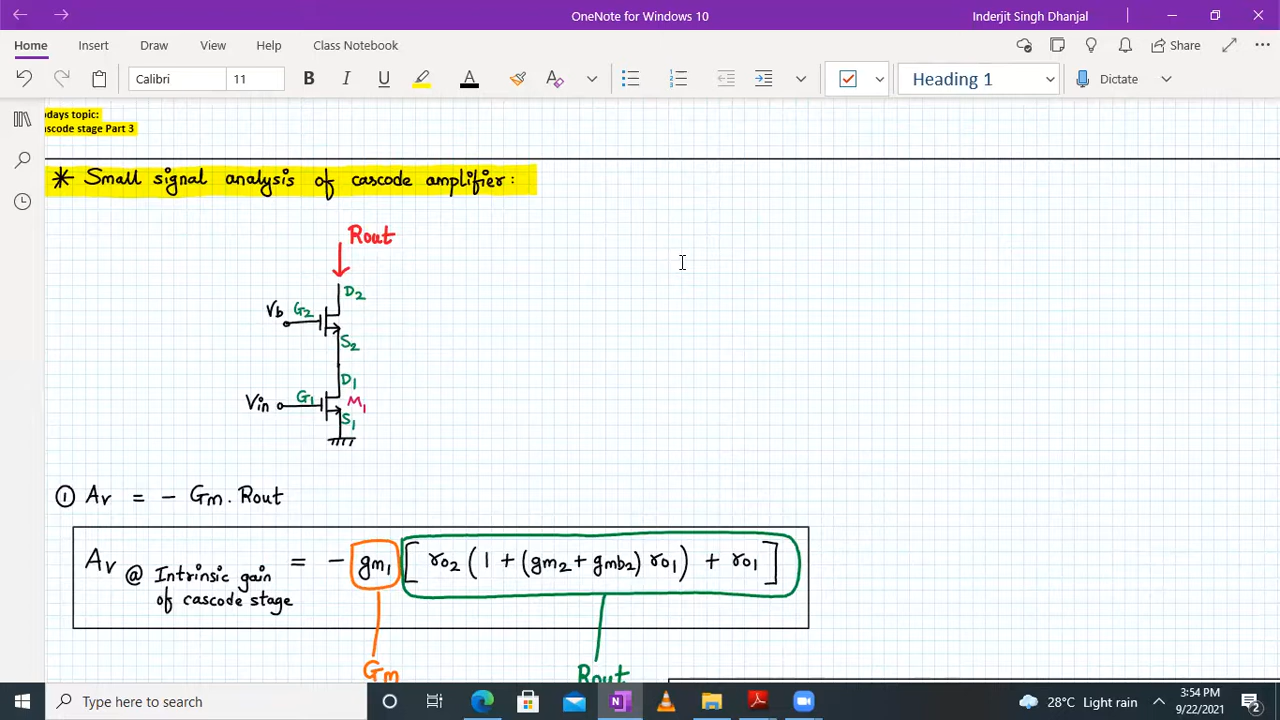 OneNote for Windows 10
Inderjit Singh Dhanjal
Home Insert Draw View Help Class Notebook
Share
Calibri 11 B I U A A Heading 1 Dictate
odays topic:
ascode stage Part 3
* Small signal analysis of cascode amplifier:
Rout
D2
Vb G2
S2
D1
Vin G1 M1
S1
① Av = - Gm. Rout
Av @ Intrinsic gain of cascode stage = - gm1 [ ro2 ( 1 + (gm2 + gmb2) ro1 ) + ro1 ]
Gm Rout
Type here to search
28°C Light rain
3:54 PM
9/22/2021
2